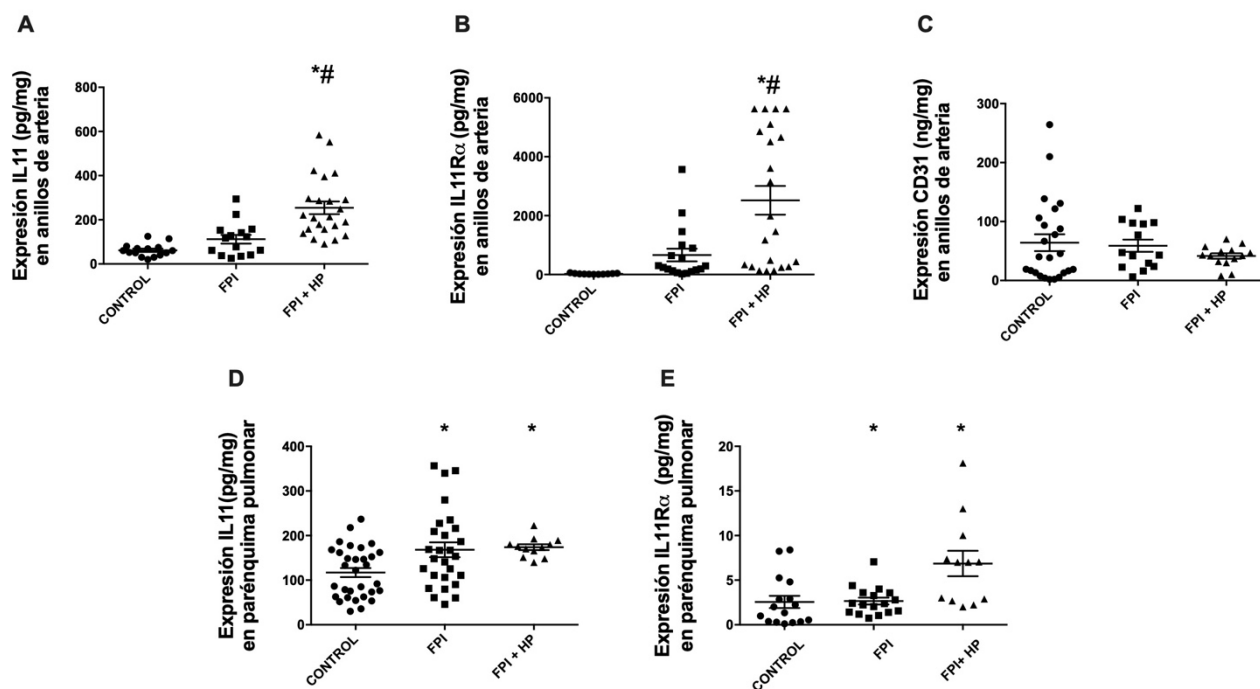 A
Expresión IL11 (pg/mg)
en anillos de arteria
800
600
400
200
0
*#
CONTROL
FPI
FPI + HP
B
Expresión IL11Rα (pg/mg)
en anillos de arteria
6000
4000
2000
0
*#
CONTROL
FPI
FPI + HP
C
Expresión CD31 (ng/mg)
en anillos de arteria
300
200
100
0
CONTROL
FPI
FPI + HP
D
Expresión IL11(pg/mg)
en parénquima pulmonar
400
300
200
100
0
*
*
CONTROL
FPI
FPI + HP
E
Expresión IL11Rα (pg/mg)
en parénquima pulmonar
20
15
10
5
0
*
*
CONTROL
FPI
FPI+ HP